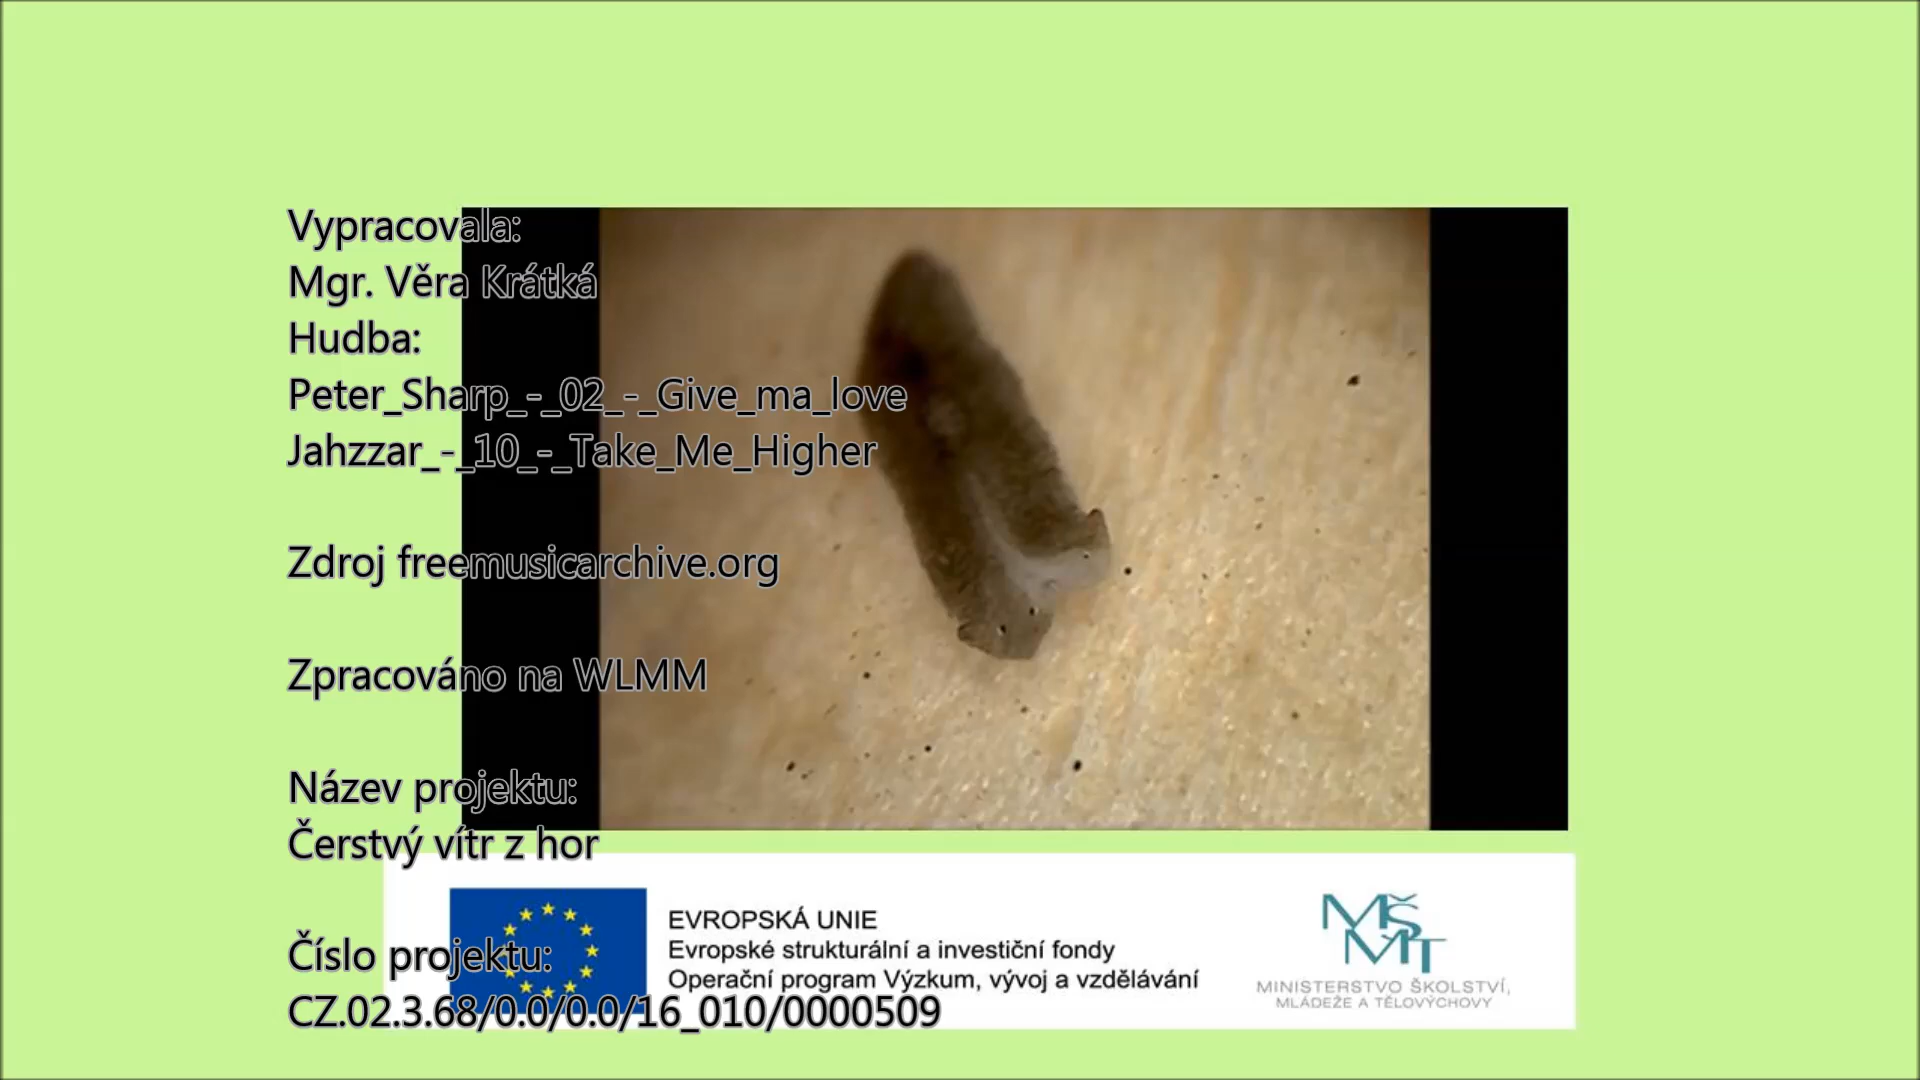 Vypracovala:
Mgr. Věra Krátká
Hudba:
Peter_Sharp_-_02_-_Give_ma_love
Jahzzar_-_10_-_Take_Me_Higher
Zdroj freemusicarchive.org
Zpracováno na WLMM
Název projektu:
Čerstvý vítr z hor
Číslo projektu:
CZ.02.3.68/0.0/0.0/16_010/0000509
EVROPSKÁ UNIE
Evropské strukturální a investiční fondy
Operační program Výzkum, vývoj a vzdělávání
MŠMT
MINISTERSTVO ŠKOLSTVÍ,
MLÁDEŽE A TĚLOVÝCHOVY